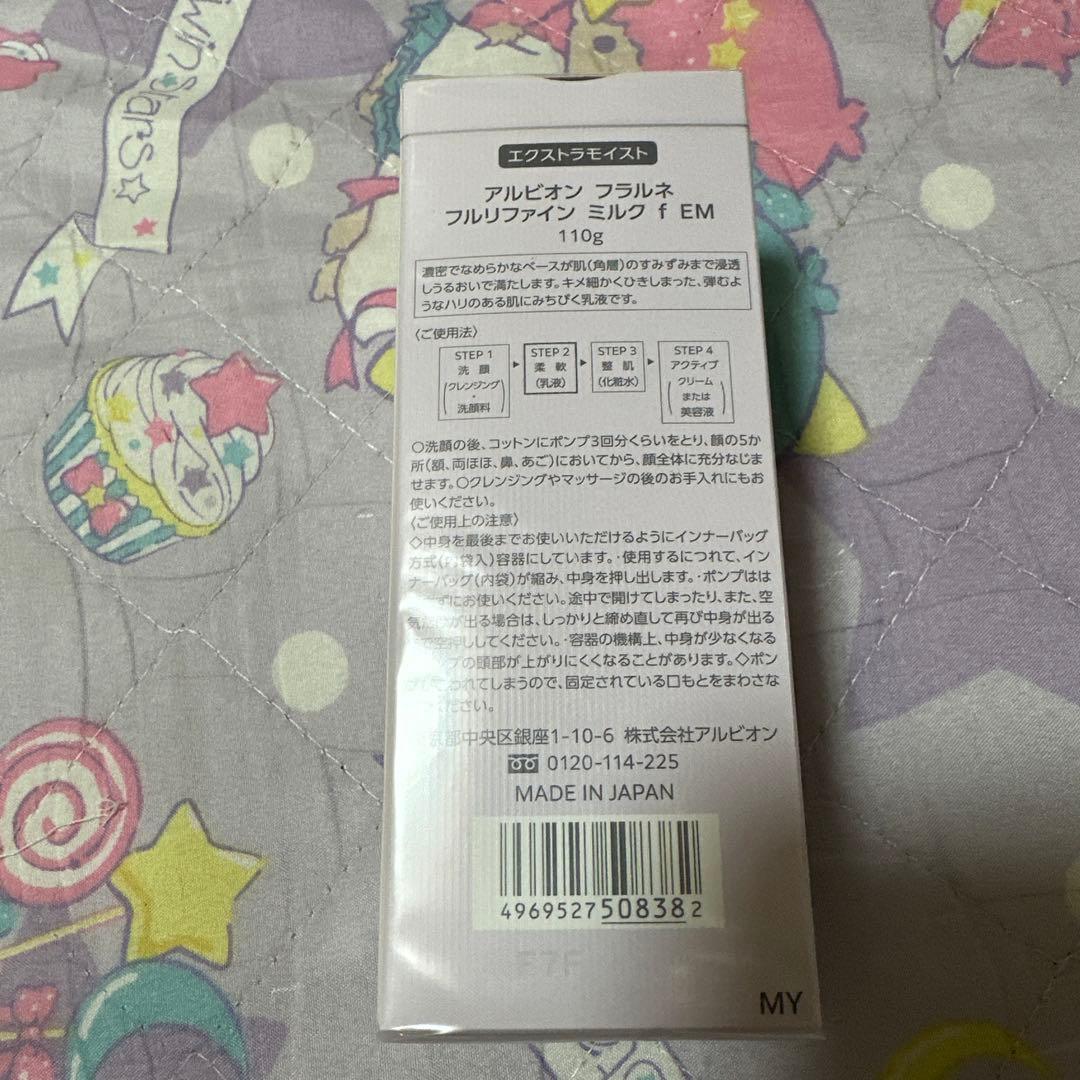 winstars☆
エクストラモイスト
アルビオン フラルネ
フルリファイン ミルク f EM
110g
濃密でなめらかなベースが肌(角層)のすみずみまで浸透
しうるおいで満たします。キメ細かくひきしまった、弾むよ
うなハリのある肌にみちびく乳液です。
〈ご使用法〉
STEP 1
洗 顔
(クレンジング
・
洗顔料)
STEP 2
柔 軟
(乳液)
STEP 3
整 肌
(化粧水)
STEP 4
アクティブ
(クリーム
または
美容液)
○洗顔の後、コットンにポンプ3回分くらいをとり、顔の5か
所(額、両ほほ、鼻、あご)においてから、顔全体に充分なじま
せます。○クレンジングやマッサージの後のお手入れにもお
使いください。
〈ご使用上の注意〉
◇中身を最後までお使いいただけるようにインナーバッグ
方式(内袋入)容器にしています。・使用するにつれて、イン
ナーバッグ(内袋)が縮み、中身を押し出します。・ポンプはは
ずにお使いください。途中で開けてしまったり、また、空
気が出る場合は、しっかりと締め直して再び中身が出る
で空押ししてください。・容器の機構上、中身が少なくなる
プの頭部が上がりにくくなることがあります。◇ポン
われてしまうので、固定されている口もとをまわさな
ください。
京都中央区銀座1-10-6 株式会社アルビオン
0120-114-225
MADE IN JAPAN
4969527508382
MY